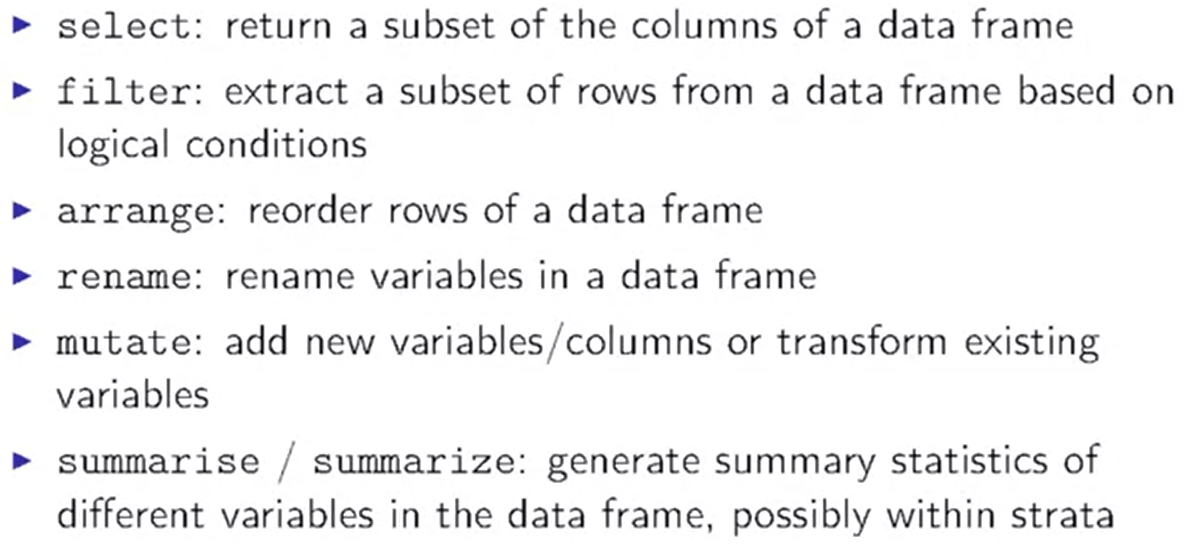 ▶ select: return a subset of the columns of a data frame
▶ filter: extract a subset of rows from a data frame based on
logical conditions
▶ arrange: reorder rows of a data frame
▶ rename: rename variables in a data frame
▶ mutate: add new variables/columns or transform existing
variables
▶ summarise / summarize: generate summary statistics of
different variables in the data frame, possibly within strata